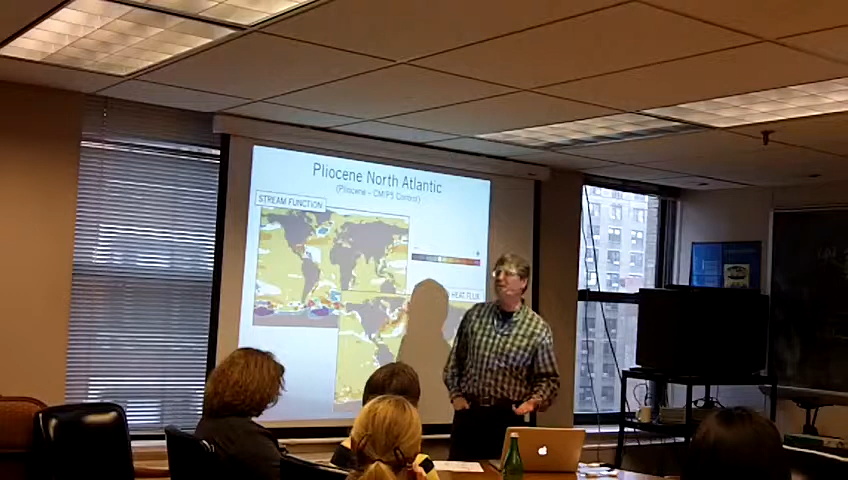 Pliocene North Atlantic
(Pliocene - CMIP5 Control)
STREAM FUNCTION
HEAT FLUX